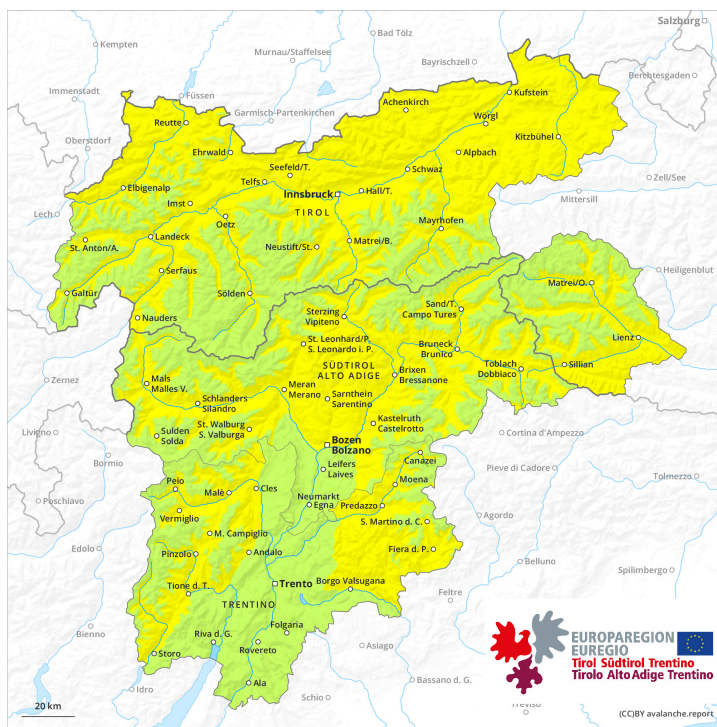 Salzburg
Kempten
Bad Tölz
Murnau/Staffelsee
Bayrischzell
Berchtesgaden
Immenstadt
Füssen
Garmisch-Partenkirchen
Achenkirch
Kufstein
Reutte
Wörgl
Oberstdorf
Ehrwald
Kitzbühel
Alpbach
Seefeld/T.
Schwaz
Zell/See
Elbigenalp
Telfs
Innsbruck
Hall/T.
Mittersill
Imst
Lech
Oetz
TIROL
Mayrhofen
St. Anton/A.
Landeck
Neustift/St.
Matrei/B.
Serfaus
Heiligenblut
Galtür
Sölden
Matrei/O.
Nauders
Sterzing
Vipiteno
Sand/T.
Campo Tures
Lienz
St. Leonhard/P.
S. Leonardo i. P.
Bruneck
Brunico
Zernez
Mals
Malles V.
SÜDTIROL
ALTO ADIGE
Brixen
Bressanone
Toblach
Dobbiaco
Sillian
Meran
Merano
Sarnthein
Sarentino
Schlanders
Silandro
St. Walburg
S. Valburga
Kastelruth
Castelrotto
Livigno
Sulden
Solda
Bozen
Bolzano
Cortina d'Ampezzo
Bormio
Leifers
Laives
Canazei
Pieve di Cadore
Tolmezzo
Poschiavo
Peio
Malè
Cles
Moena
Neumarkt
Egna
Predazzo
Vermiglio
Agordo
S. Martino d. C.
M. Campiglio
Edolo
Pinzolo
Andalo
Fiera d. P.
Belluno
Spilimbergo
Tione d. T.
Trento
Borgo Valsugana
Feltre
TRENTINO
Bienno
Folgaria
Riva d. G.
Rovereto
Asiago
Storo
Bassano d. G.
Idro
Ala
Schio
Treviso
20 km
EUROPAREGION
EUREGIO
Tirol Südtirol Trentino
Tirolo Alto Adige Trentino
(CC)BY avalanche.report